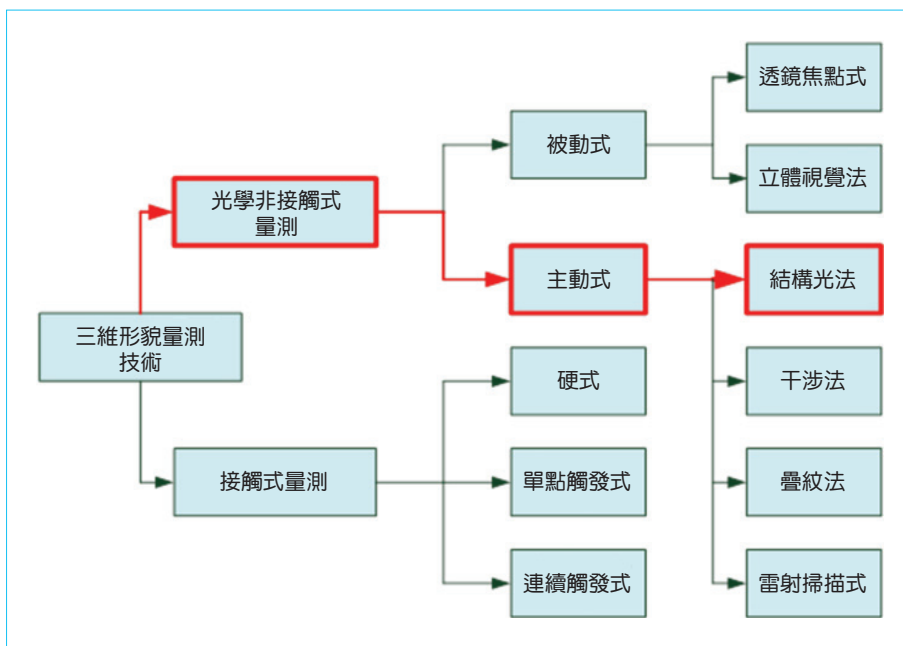 透鏡焦點式
被動式
立體視覺法
光學非接觸式
量測
主動式
結構光法
三維形貌量測
技術
硬式
干涉法
接觸式量測
單點觸發式
疊紋法
連續觸發式
雷射掃描式